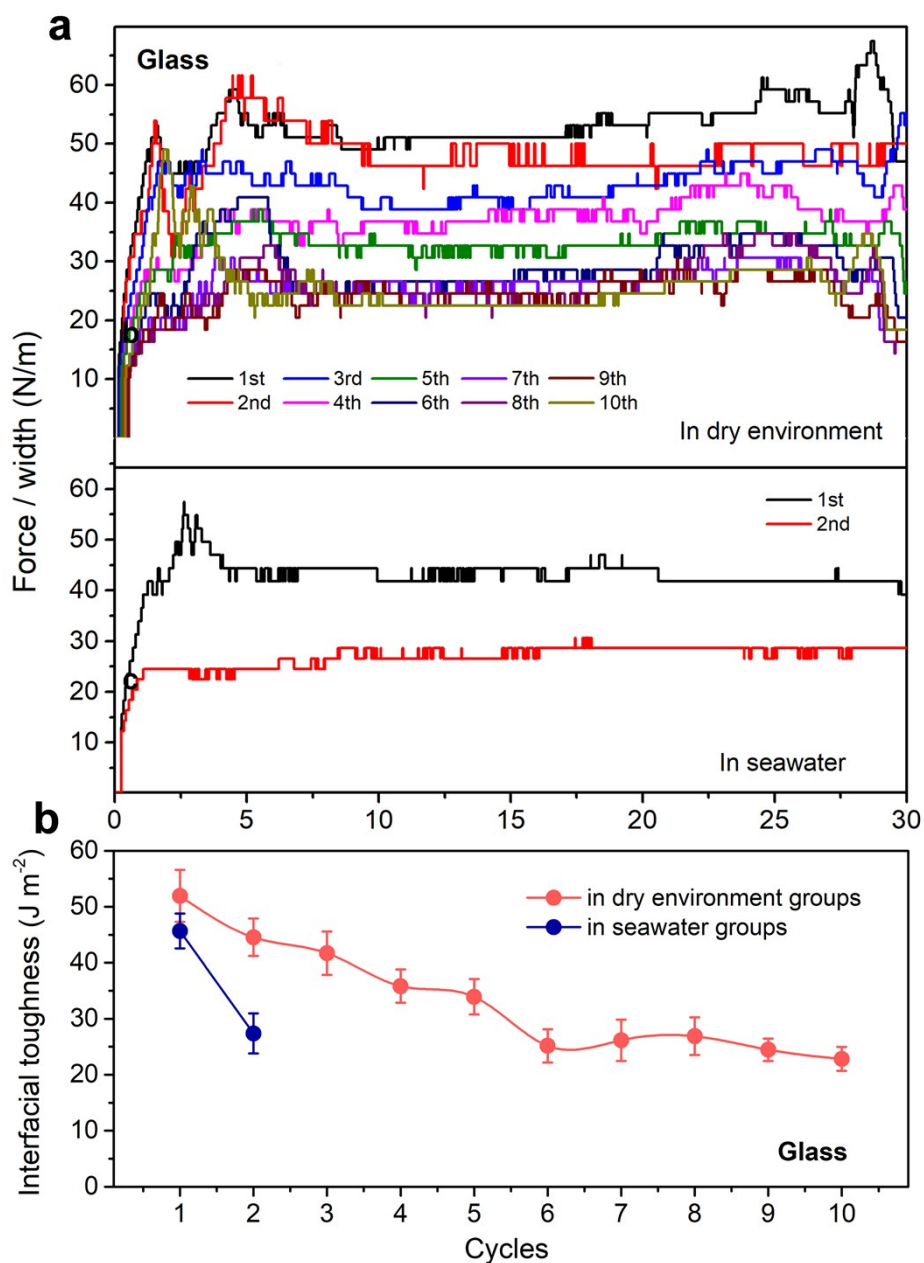 a
Glass
60
50
40
30
20
10
b
1st 3rd 5th 7th 9th
2nd 4th 6th 8th 10th
In dry environment
Force / width (N/m)
60
50
40
30
20
10
c
1st
2nd
In seawater
0 5 10 15 20 25 30
b
60
50
40
30
20
10
0
Interfacial toughness (J m-2)
in dry environment groups
in seawater groups
Glass
1 2 3 4 5 6 7 8 9 10
Cycles